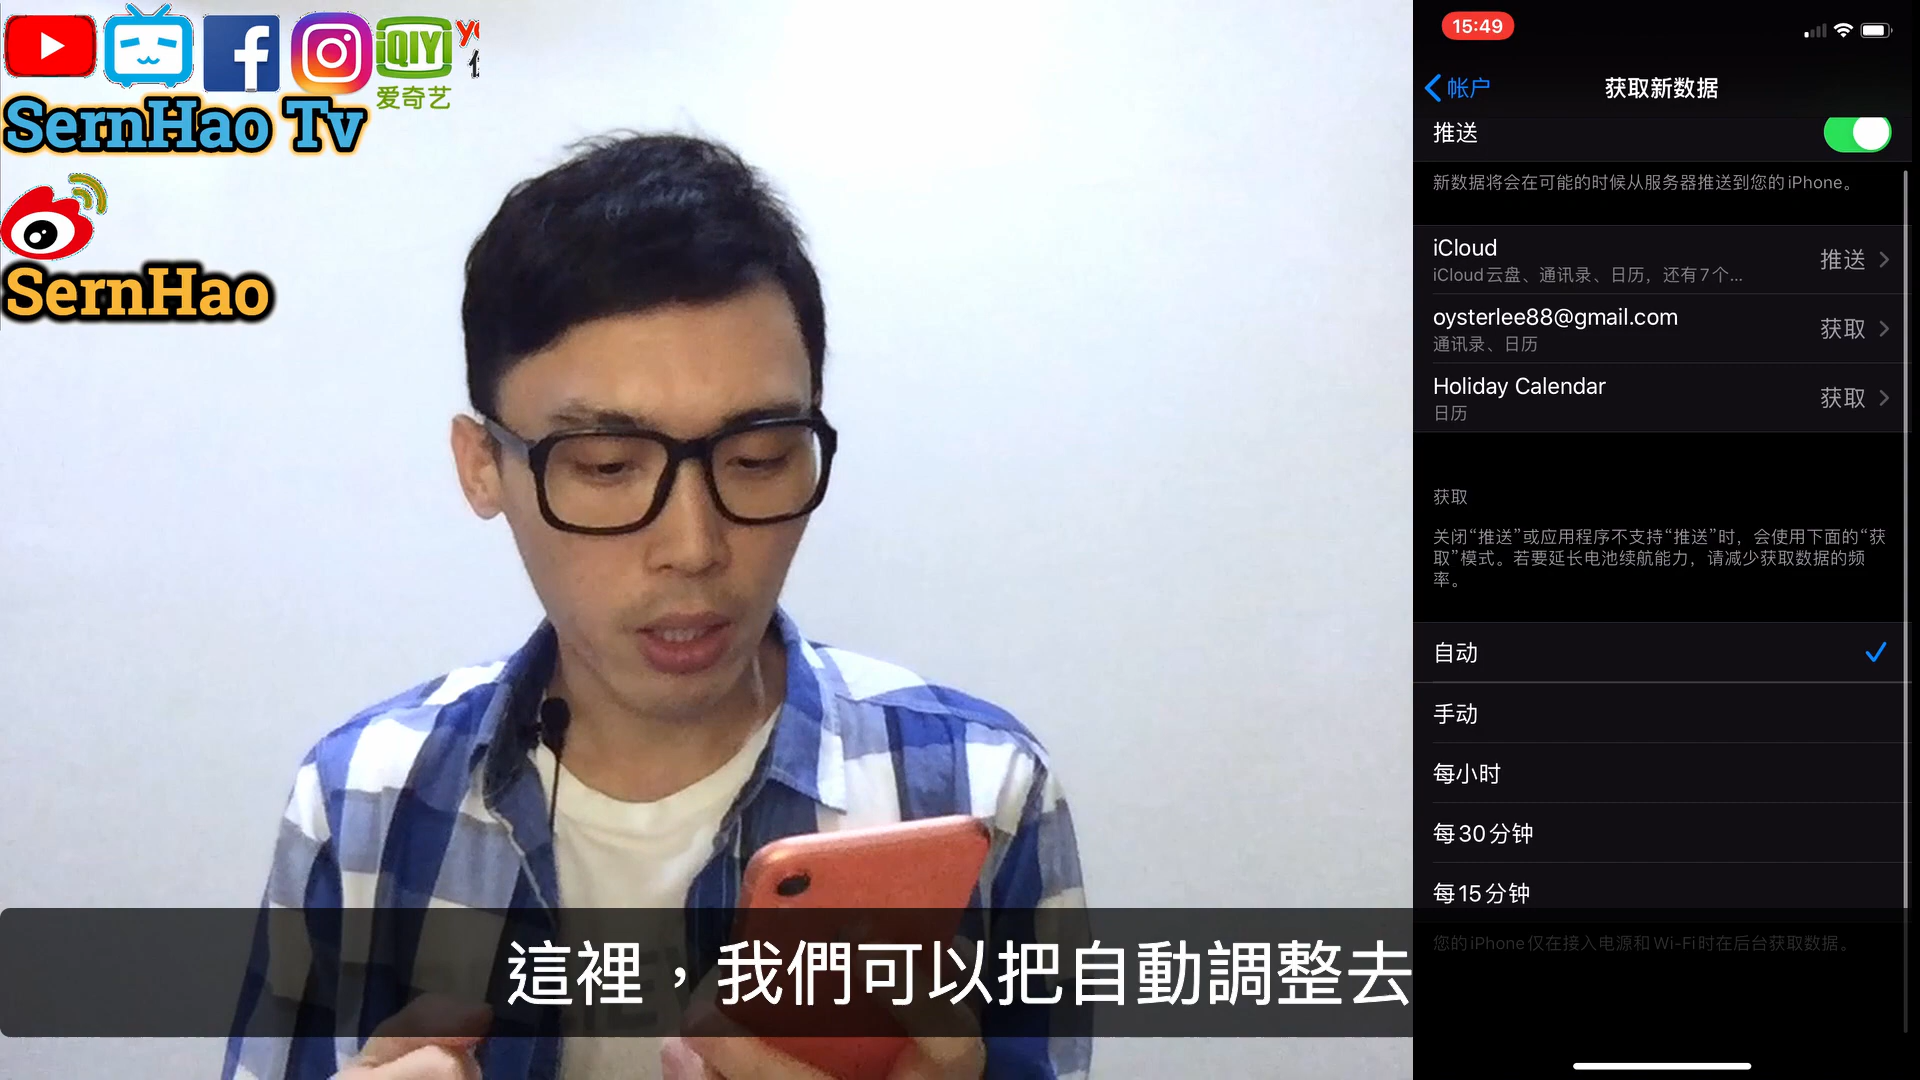 iQIYI
爱奇艺
SernHao Tv
SernHao
15:49
帐户
获取新数据
推送
新数据将会在可能的时候从服务器推送到您的iPhone。
iCloud
推送
iCloud云盘、通讯录、日历，还有7个...
oysterlee88@gmail.com
获取
通讯录、日历
Holiday Calendar
获取
日历
获取
关闭“推送”或应用程序不支持“推送”时，会使用下面的“获
取”模式。若要延长电池续航能力，请减少获取数据的频
率。
自动
手动
每小时
每30分钟
每15分钟
您的iPhone仅在接入电源和Wi-Fi时在后台获取数据。
這裡，我們可以把自動調整去